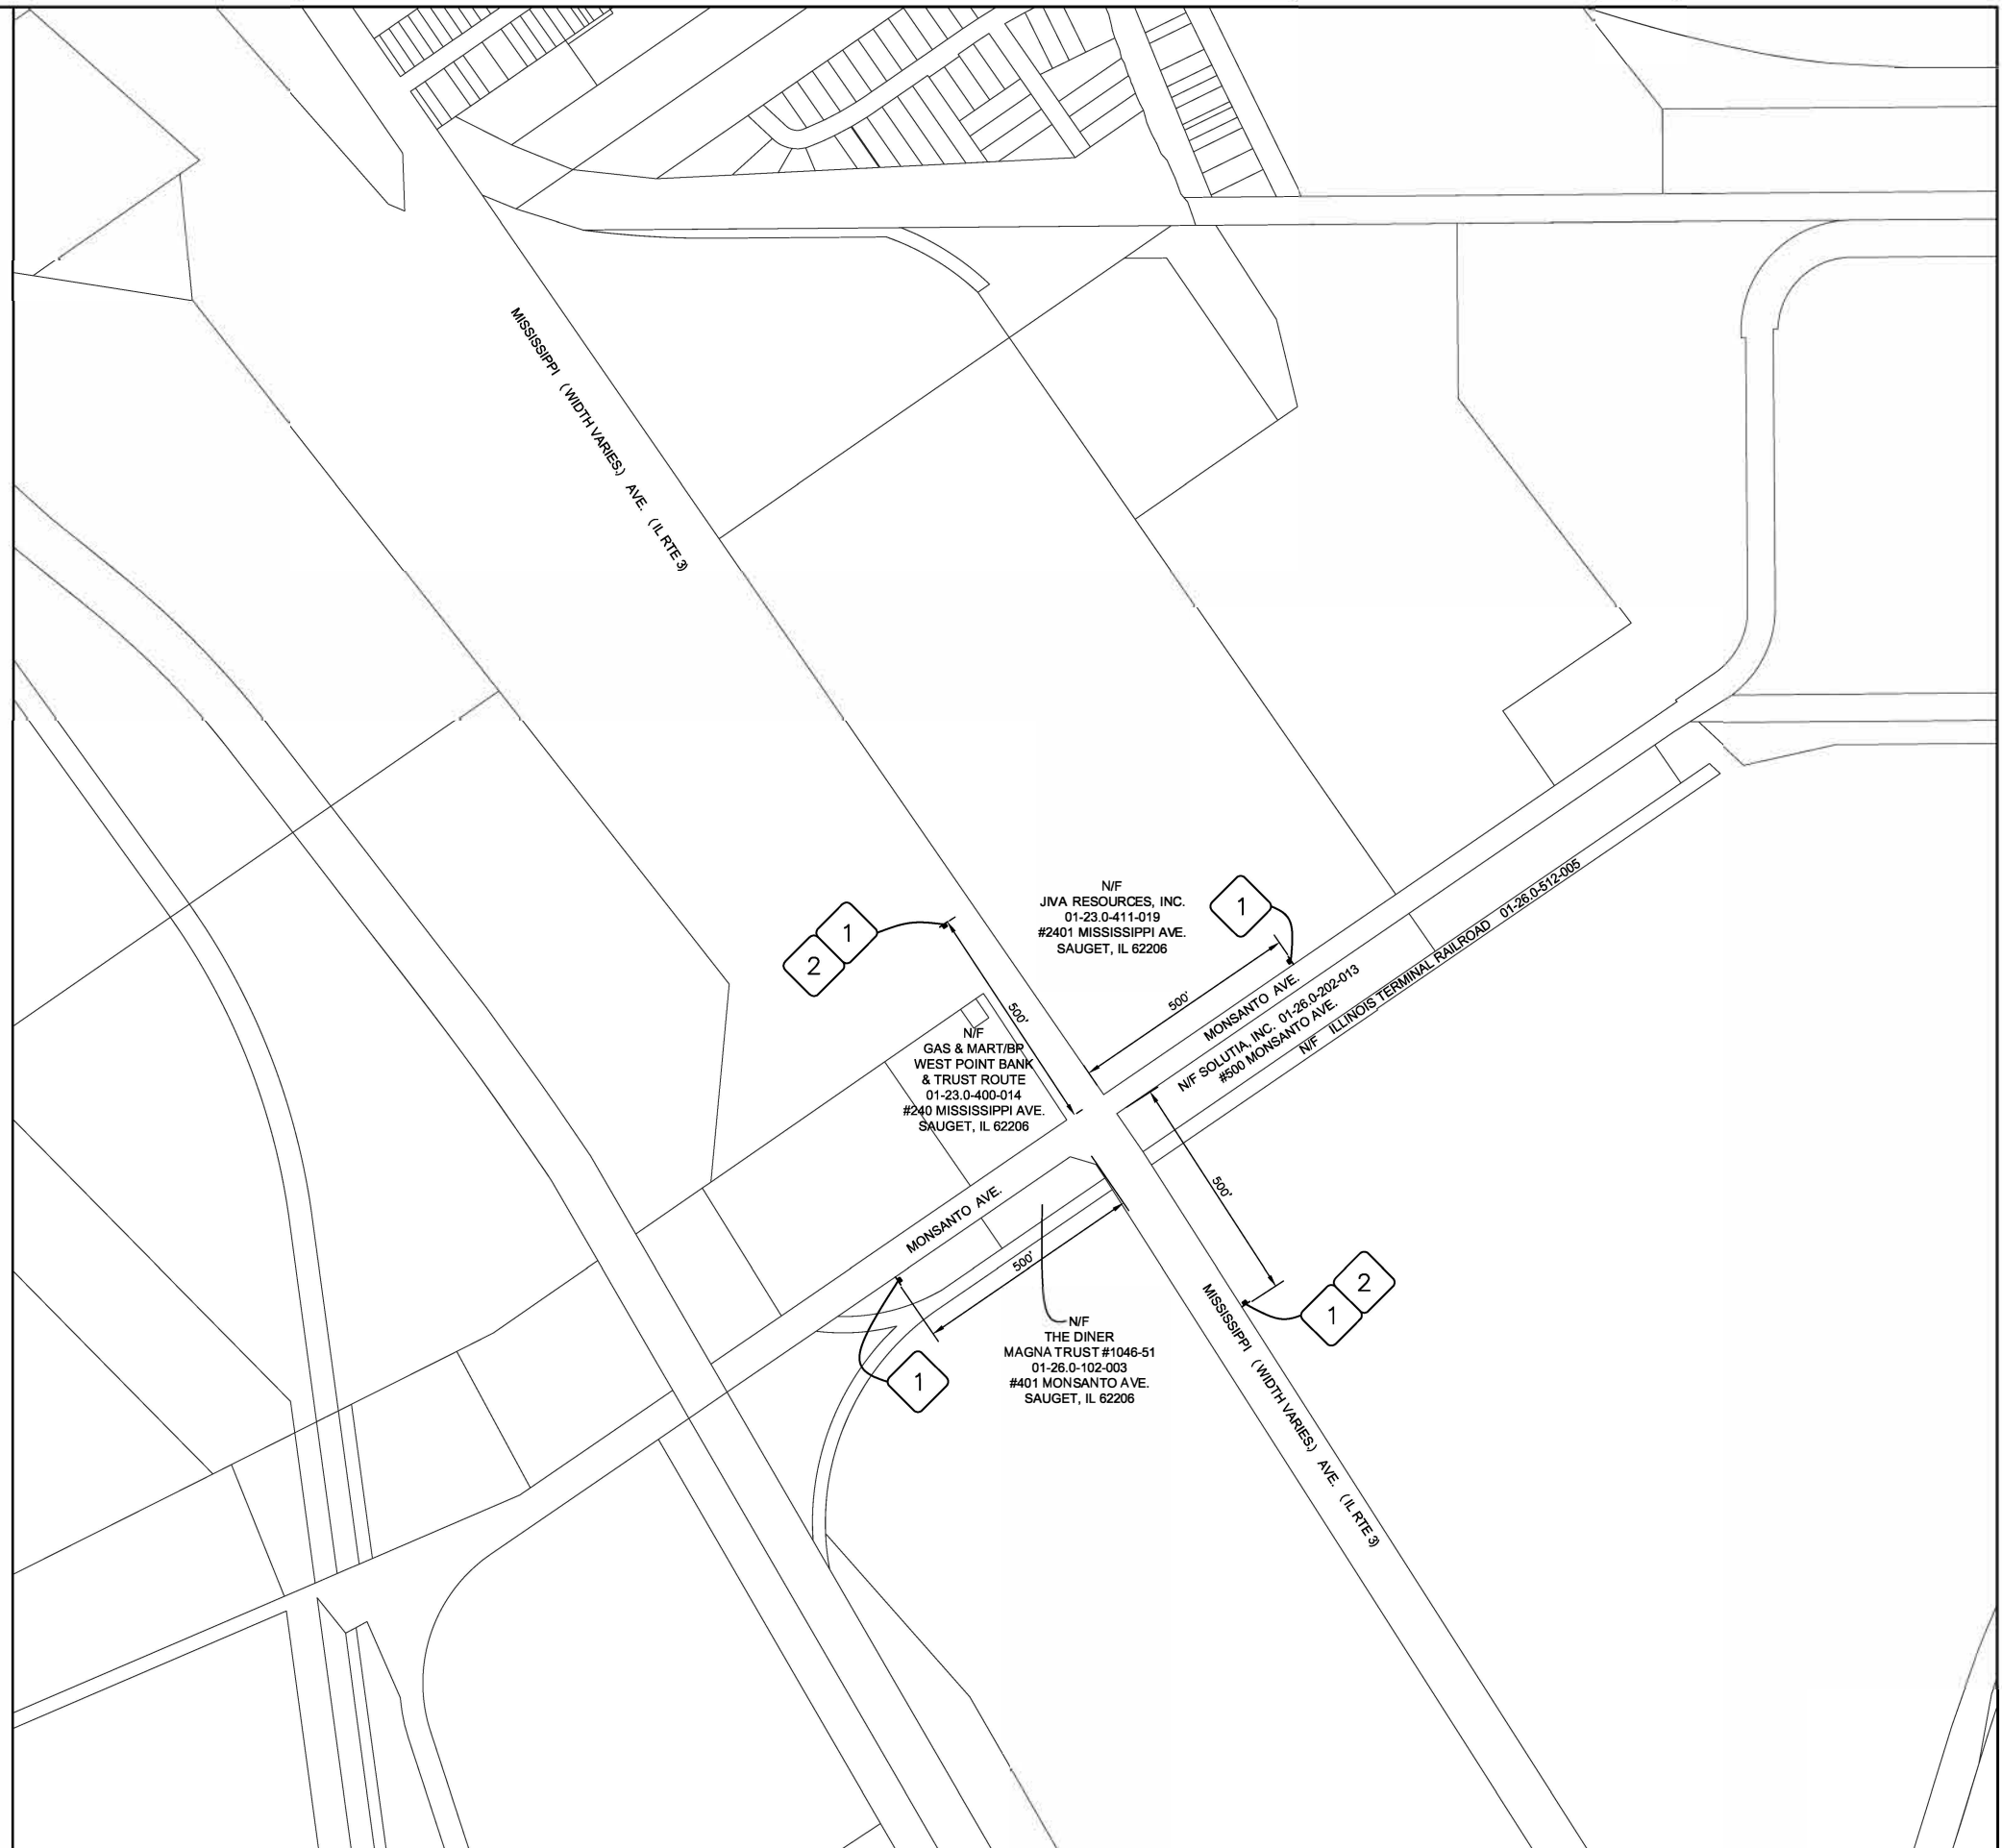 MISSISSIPPI (WIDTH VARIES.) AVE. (IL RTE 3)
N/F
JIVA RESOURCES, INC.
01-23.0-411-019
#2401 MISSISSIPPI AVE.
SAUGET, IL 62206
1
1
2
500'
500'
MONSANTO AVE.
N/F SOLUTIA, INC. 01-26.0-202-013
#500 MONSANTO AVE.
N/F ILLINOIS TERMINAL RAILROAD 01-26.0-512-005
N/F
GAS & MART/BP
WEST POINT BANK
& TRUST ROUTE
01-23.0-400-014
#240 MISSISSIPPI AVE.
SAUGET, IL 62206
MONSANTO AVE.
500'
500'
2
1
1
N/F
THE DINER
MAGNA TRUST #1046-51
01-26.0-102-003
#401 MONSANTO AVE.
SAUGET, IL 62206
MISSISSIPPI (WIDTH VARIES.) AVE. (IL RTE 3)